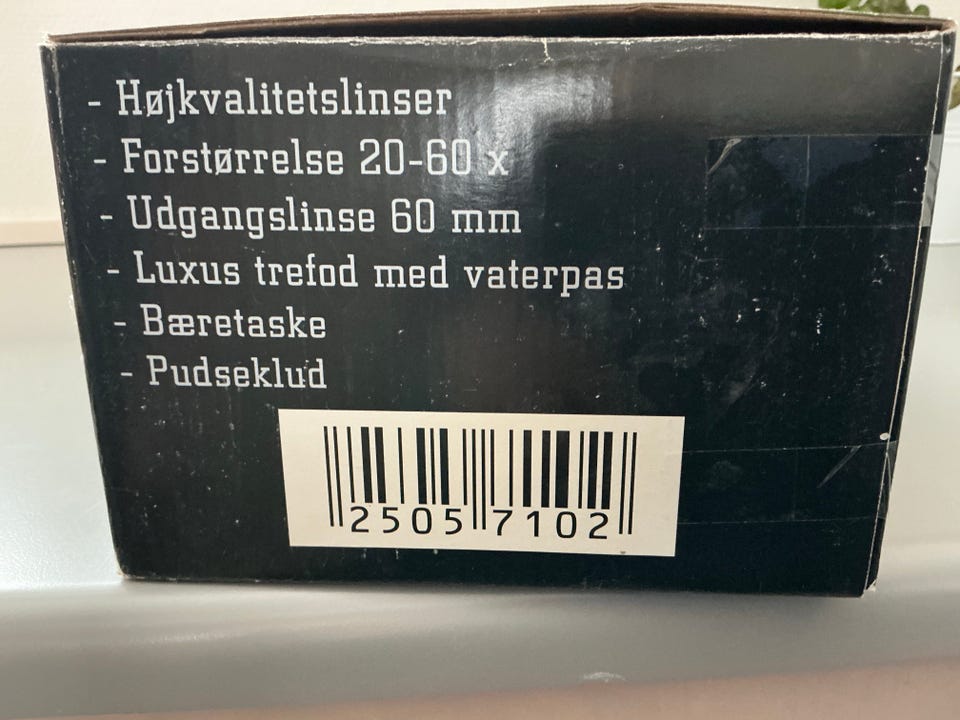 - Højkvalitetslinser
- Forstørrelse 20-60 x
- Udgangslinse 60 mm
- Luxus trefod med vaterpas
- Bæretaske
- Pudseklud
2505 7102